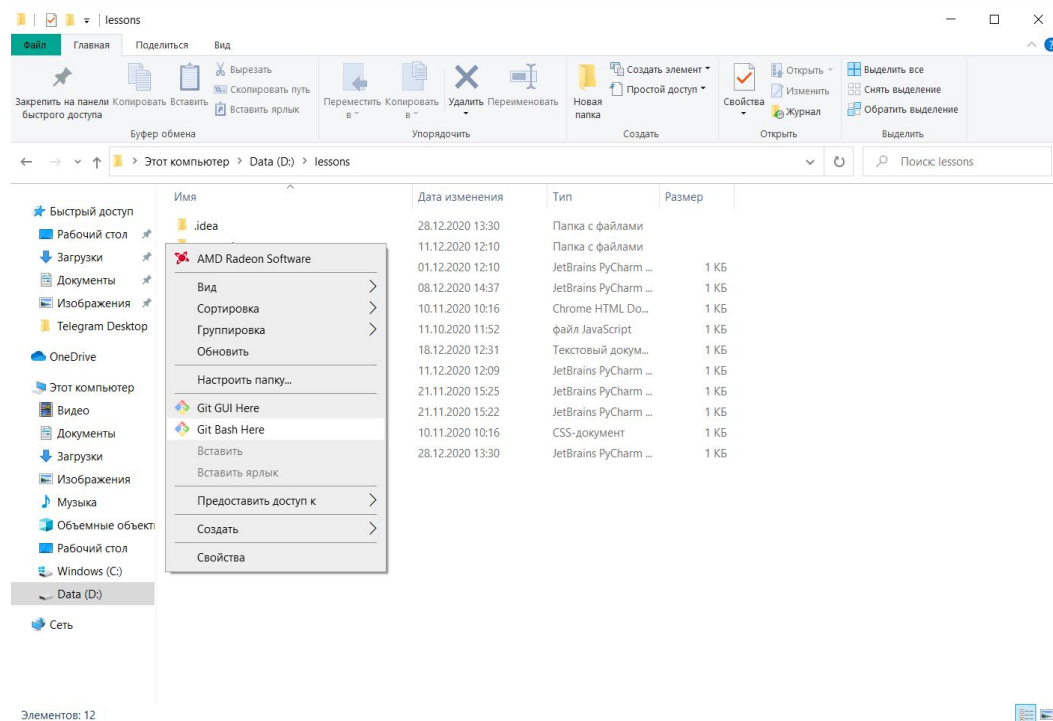 lessons
Файл Главная Поделиться Вид
Закрепить на панели быстрого доступа
Копировать
Вставить
Вырезать
Скопировать путь
Вставить ярлык
Переместить в
Копировать в
Удалить
Переименовать
Новая папка
Создать элемент
Простой доступ
Свойства
Открыть
Изменить
Журнал
Выделить все
Снять выделение
Обратить выделение
Буфер обмена Упорядочить Создать Открыть Выделить
Этот компьютер > Data (D:) > lessons
Поиск: lessons
Быстрый доступ
Рабочий стол
Загрузки
Документы
Изображения
Telegram Desktop
OneDrive
Этот компьютер
Видео
Документы
Загрузки
Изображения
Музыка
Объемные объект
Рабочий стол
Windows (C:)
Data (D:)
Сеть
Имя Дата изменения Тип Размер
.idea 28.12.2020 13:30 Папка с файлами
11.12.2020 12:10 Папка с файлами
01.12.2020 12:10 JetBrains PyCharm ... 1 КБ
08.12.2020 14:37 JetBrains PyCharm ... 1 КБ
10.11.2020 10:16 Chrome HTML Do... 1 КБ
11.10.2020 11:52 файл JavaScript 1 КБ
18.12.2020 12:31 Текстовый докум... 1 КБ
11.12.2020 12:09 JetBrains PyCharm ... 1 КБ
21.11.2020 15:25 JetBrains PyCharm ... 1 КБ
21.11.2020 15:22 JetBrains PyCharm ... 1 КБ
10.11.2020 10:16 CSS-документ 1 КБ
28.12.2020 13:30 JetBrains PyCharm ... 1 КБ
AMD Radeon Software
Вид
Сортировка
Группировка
Обновить
Настроить папку...
Git GUI Here
Git Bash Here
Вставить
Вставить ярлык
Предоставить доступ к
Создать
Свойства
Элементов: 12